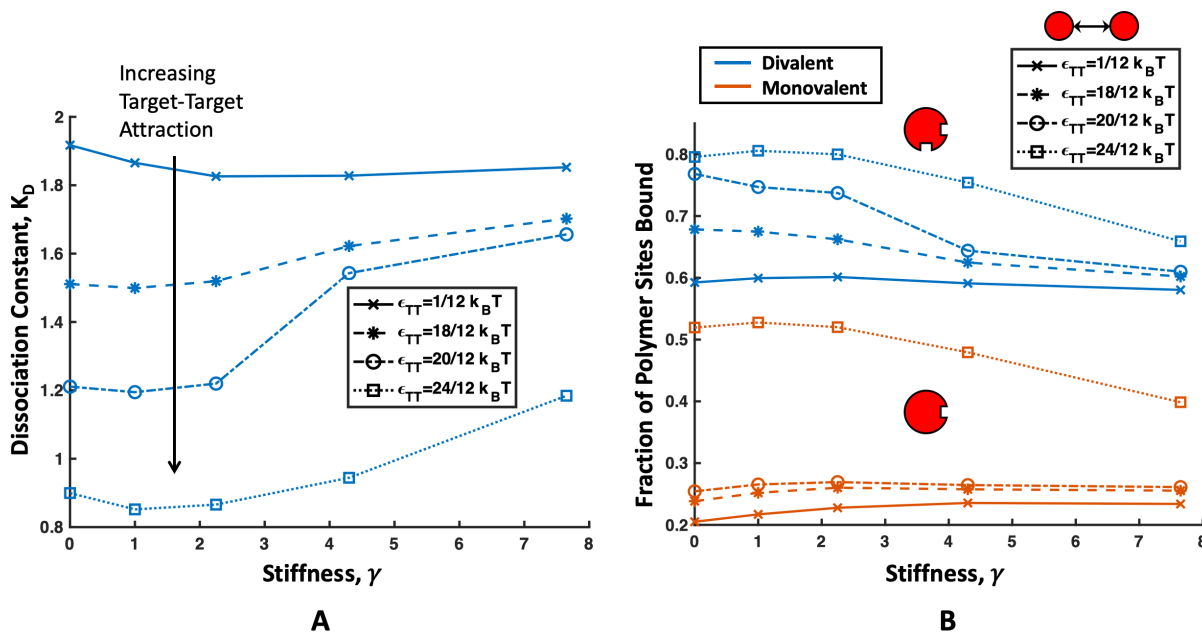 Increasing
Target-Target
Attraction
2
1.8
1.6
1.4
1.2
1
0.8
0 1 2 3 4 5 6 7 8
Dissociation Constant, K_D
Stiffness, γ
ϵ_TT=1/12 k_BT
ϵ_TT=18/12 k_BT
ϵ_TT=20/12 k_BT
ϵ_TT=24/12 k_BT
A
Divalent
Monovalent
ϵ_TT=1/12 k_BT
ϵ_TT=18/12 k_BT
ϵ_TT=20/12 k_BT
ϵ_TT=24/12 k_BT
0.8
0.7
0.6
0.5
0.4
0.3
0.2
0 1 2 3 4 5 6 7 8
Fraction of Polymer Sites Bound
Stiffness, γ
B